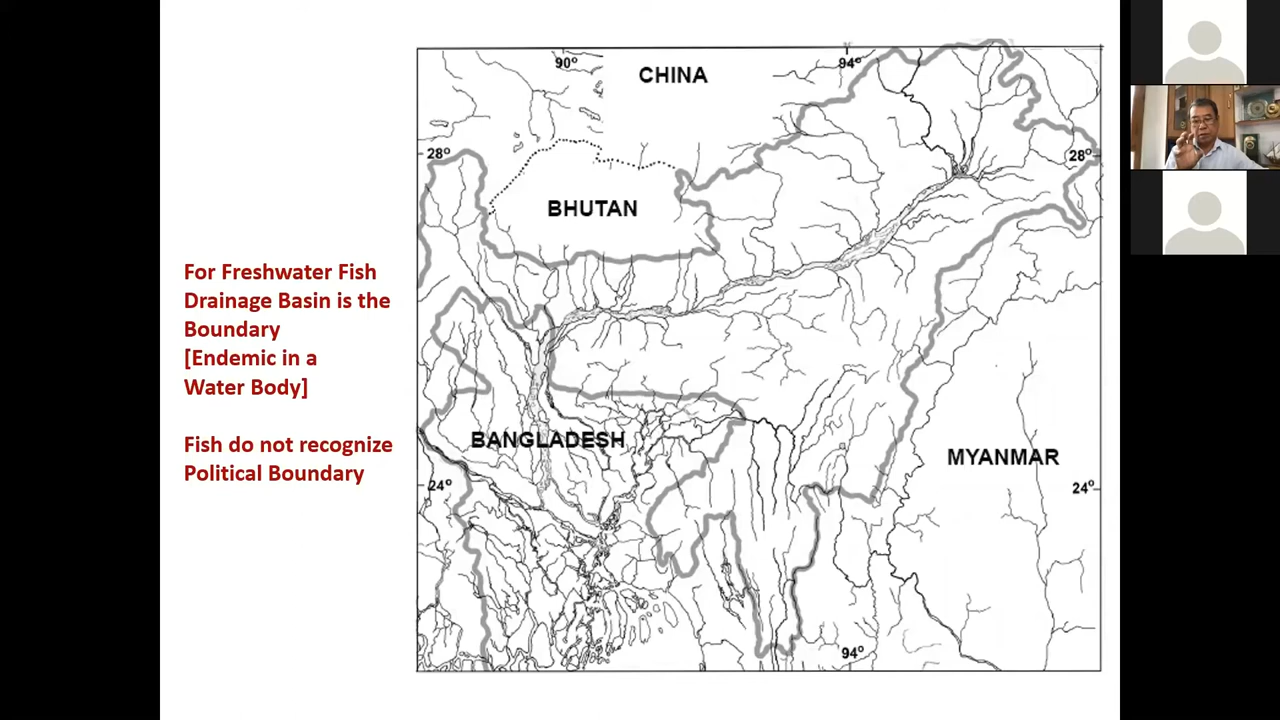 For Freshwater Fish
Drainage Basin is the
Boundary
[Endemic in a
Water Body]
Fish do not recognize
Political Boundary
90°
94°
CHINA
28°
28°
BHUTAN
BANGLADESH
MYANMAR
24°
24°
94°